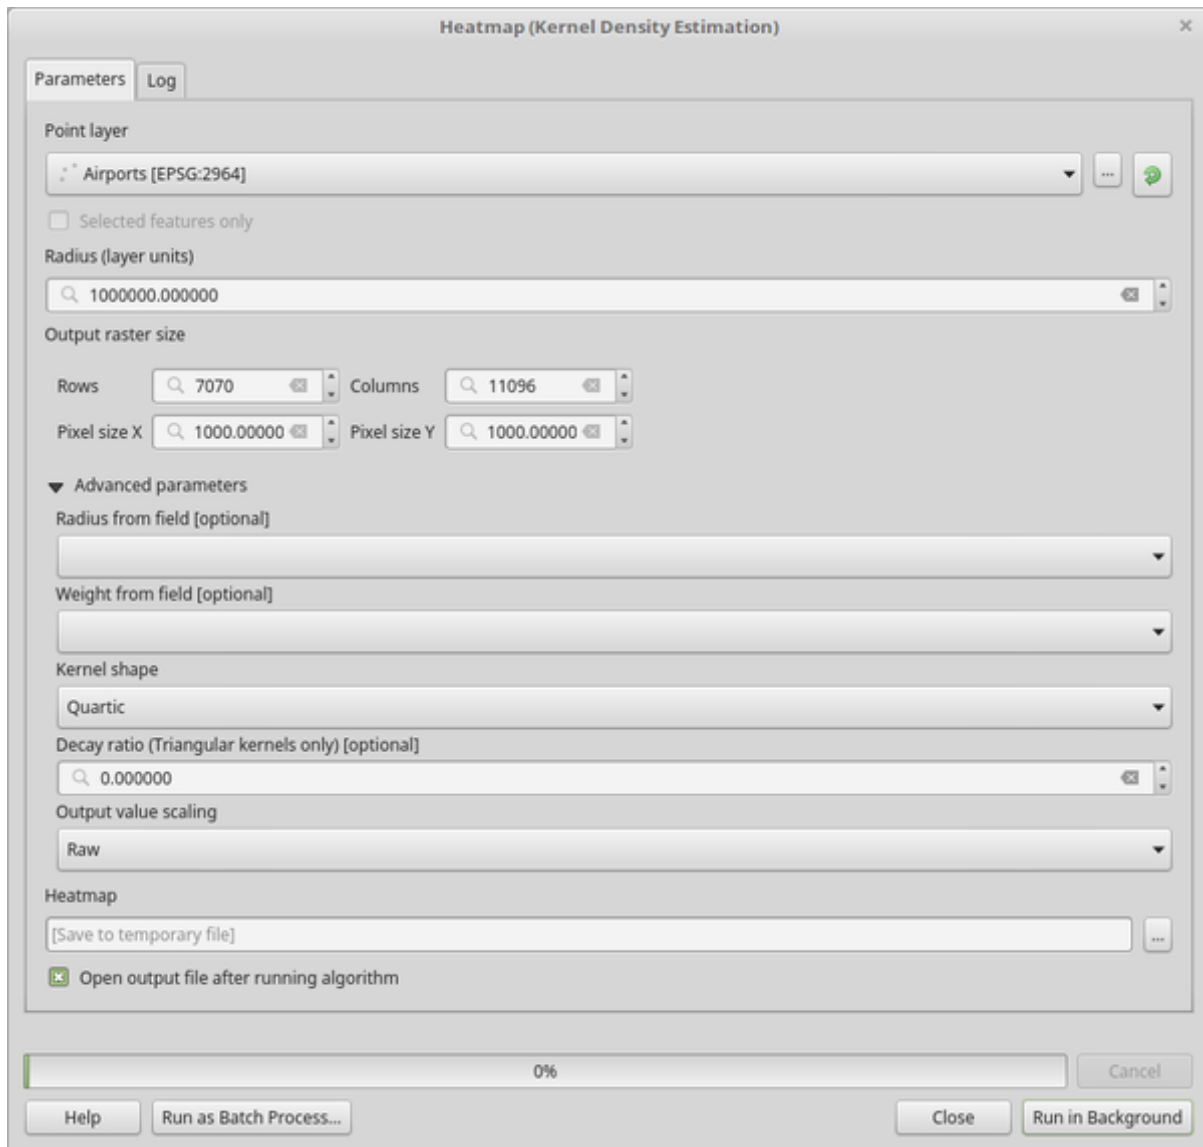 Heatmap (Kernel Density Estimation)
Parameters Log
Point layer
Airports [EPSG:2964] ...
Selected features only
Radius (layer units)
1000000.000000
Output raster size
Rows 7070 Columns 11096
Pixel size X 1000.00000 Pixel size Y 1000.00000
Advanced parameters
Radius from field [optional]
Weight from field [optional]
Kernel shape
Quartic
Decay ratio (Triangular kernels only) [optional]
0.000000
Output value scaling
Raw
Heatmap
[Save to temporary file] ...
Open output file after running algorithm
0% Cancel
Help Run as Batch Process... Close Run in Background